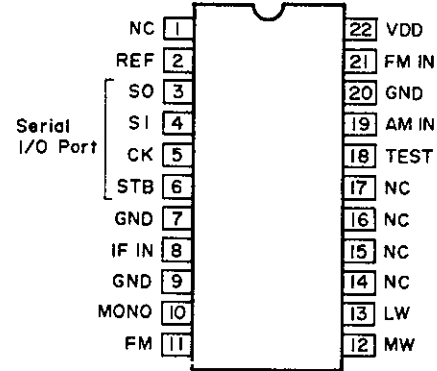 NC 1
REF 2
SO 3
Serial
I/O Port
SI 4
CK 5
STB 6
GND 7
IF IN 8
GND 9
MONO 10
FM 11
22 VDD
21 FM IN
20 GND
19 AM IN
18 TEST
17 NC
16 NC
15 NC
14 NC
13 LW
12 MW